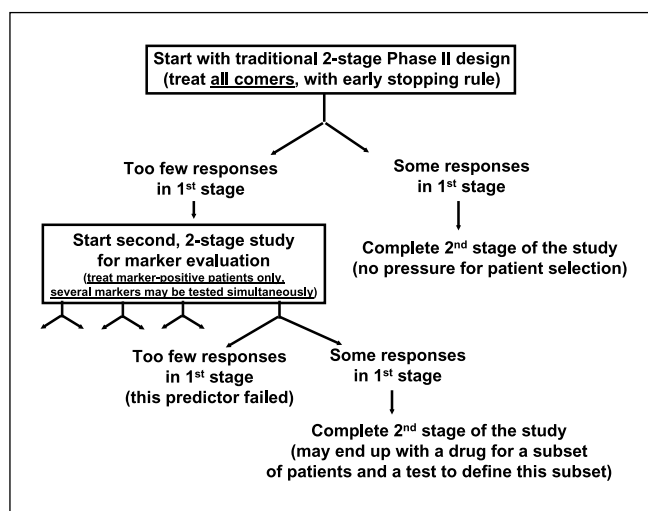 Start with traditional 2-stage Phase II design
(treat all comers, with early stopping rule)
Too few responses
in 1st stage
Some responses
in 1st stage
Start second, 2-stage study
for marker evaluation
(treat marker-positive patients only,
several markers may be tested simultaneously)
Complete 2nd stage of the study
(no pressure for patient selection)
Too few responses
in 1st stage
(this predictor failed)
Some responses
in 1st stage
Complete 2nd stage of the study
(may end up with a drug for a subset
of patients and a test to define this subset)